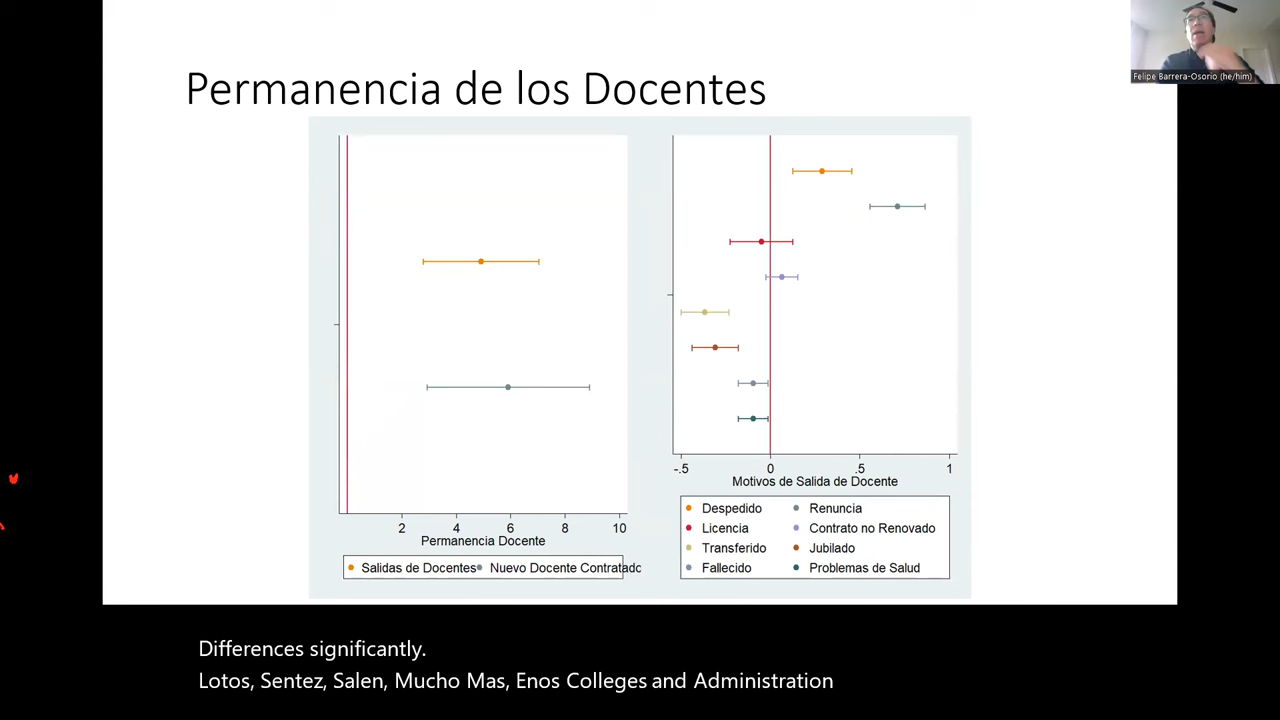 Permanencia de los Docentes
Felipe Barrera-Osorio (he/him)
2 4 6 8 10
Permanencia Docente
Salidas de Docentes Nuevo Docente Contratado
-.5 0 .5 1
Motivos de Salida de Docente
Despedido Renuncia
Licencia Contrato no Renovado
Transferido Jubilado
Fallecido Problemas de Salud
Differences significantly.
Lotos, Sentez, Salen, Mucho Mas, Enos Colleges and Administration